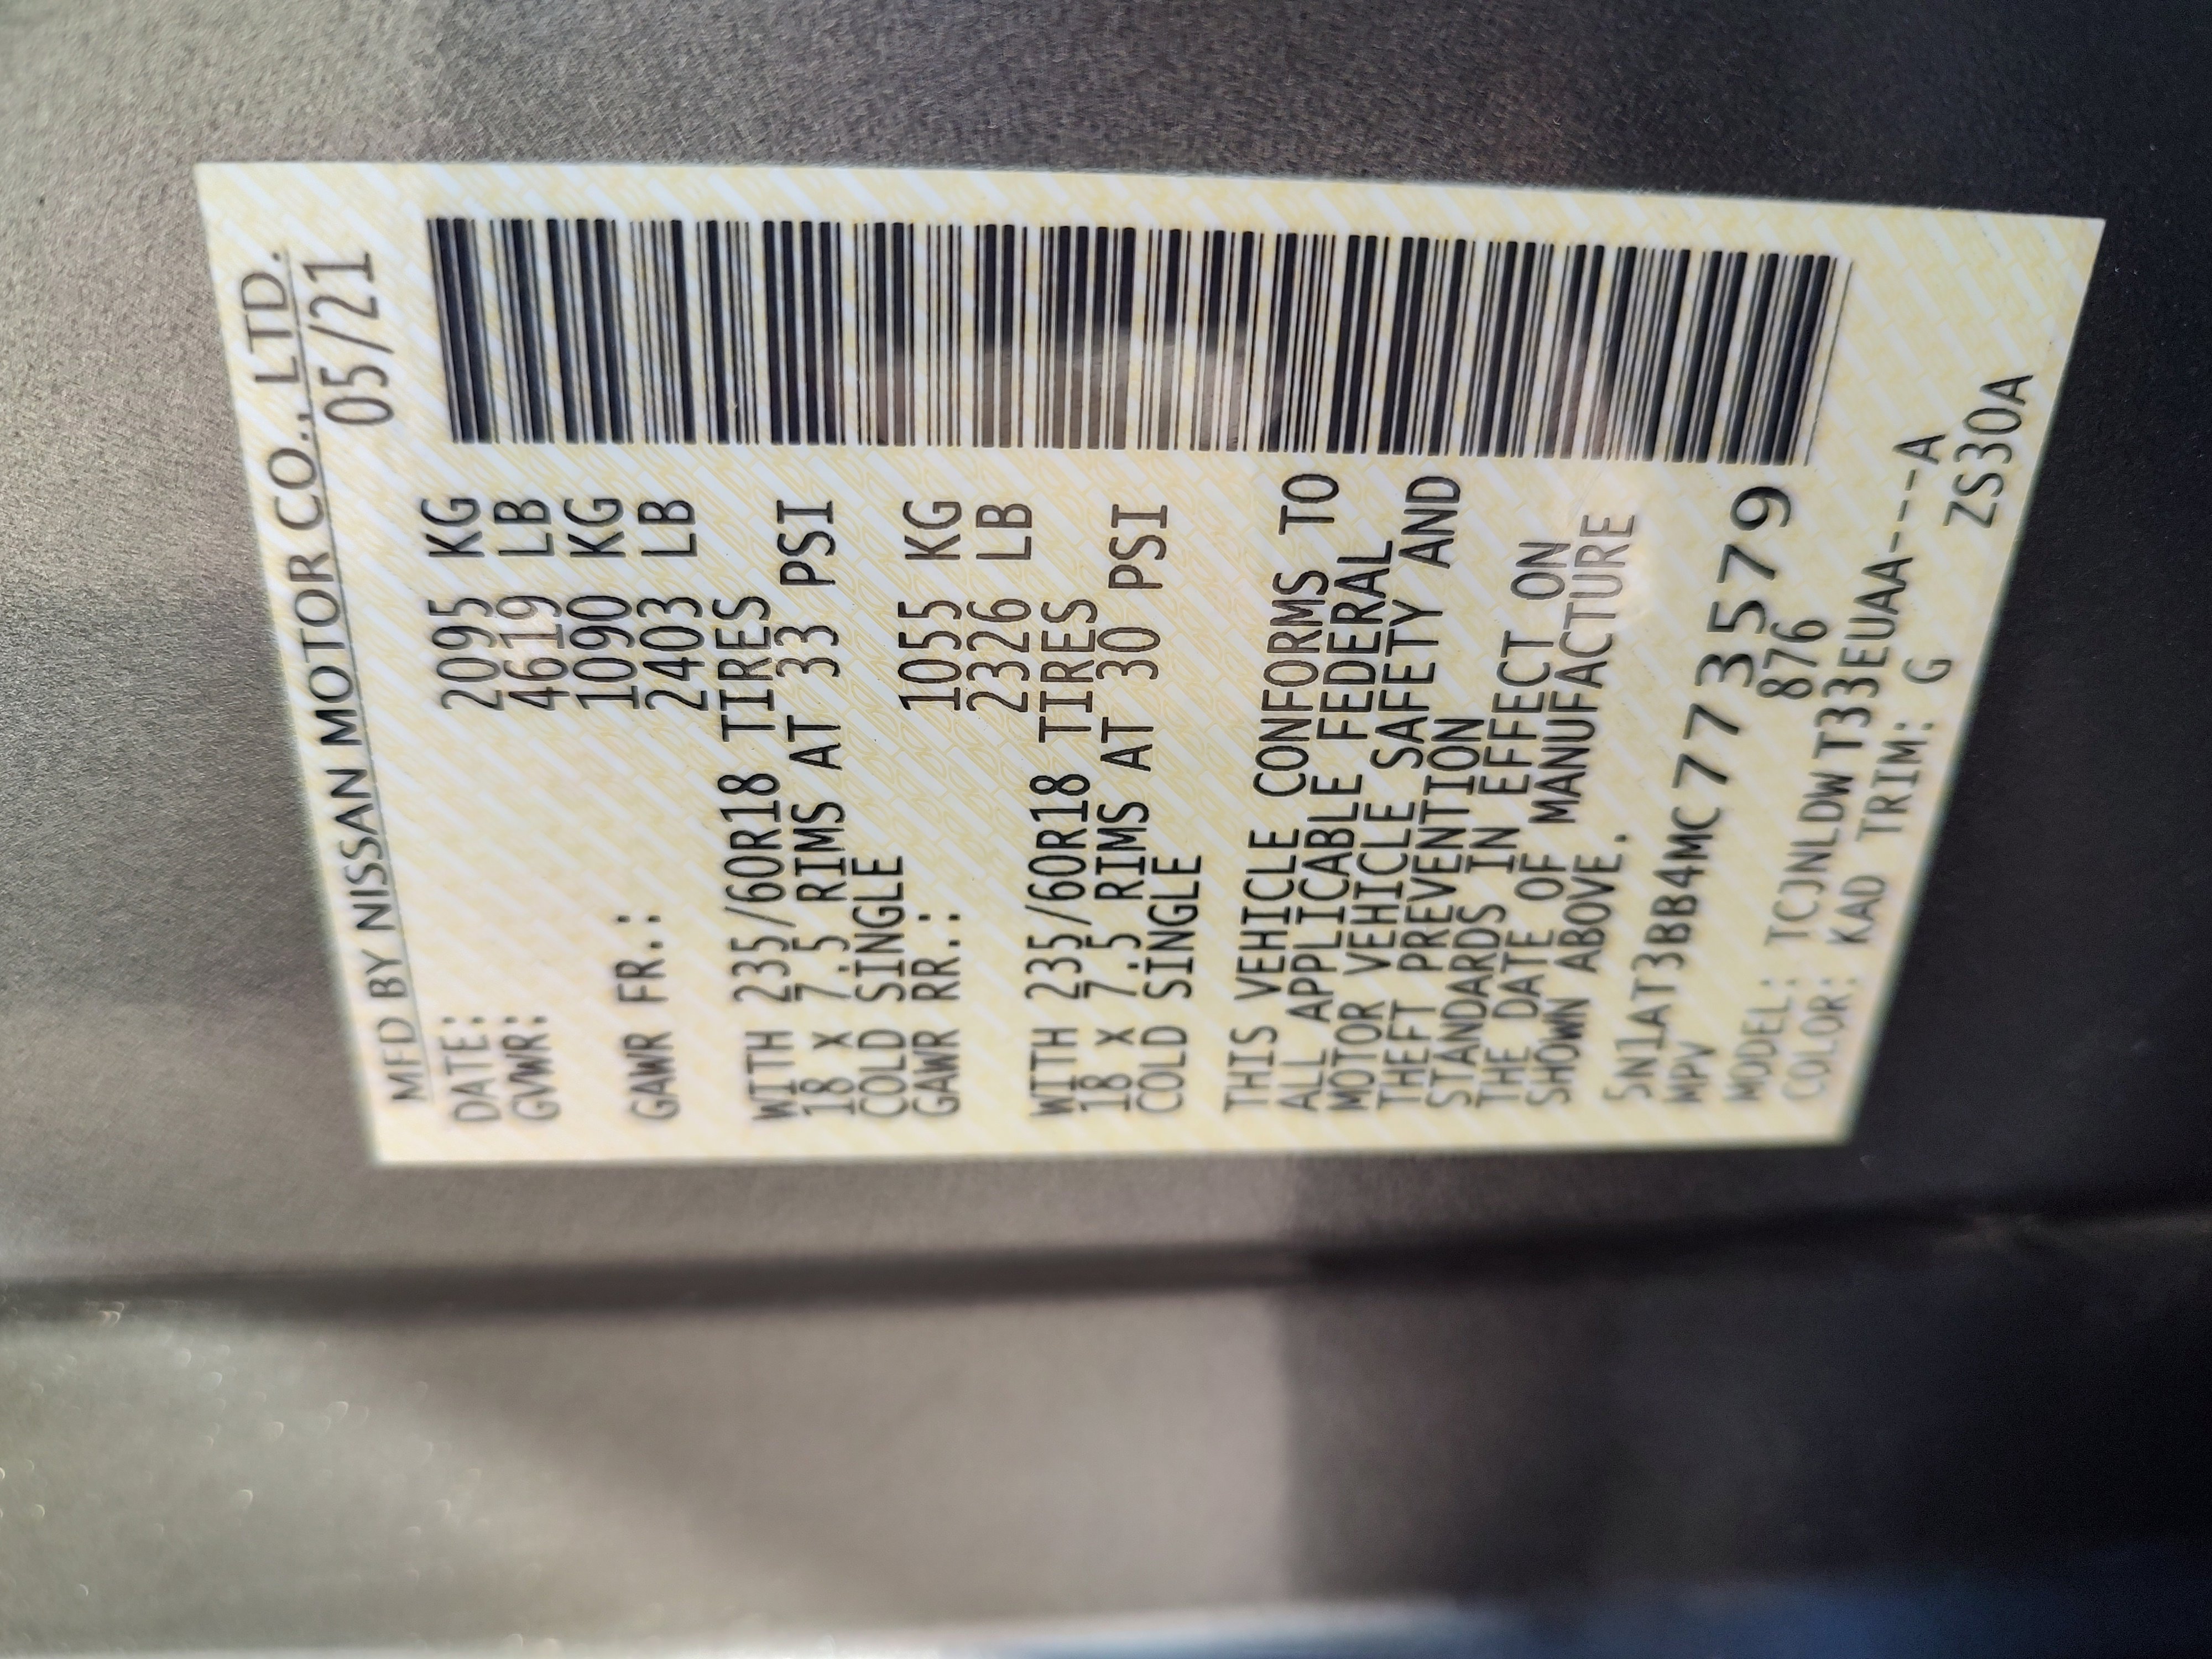 MFD BY NISSAN MOTOR CO., LTD.
DATE: 05/21
GVWR: 2095 KG
4619 LB
GAWR FR.: 1090 KG
2403 LB
WITH 235/60R18 TIRES
18 X 7.5 RIMS AT 33 PSI
COLD SINGLE
GAWR RR.: 1055 KG
2326 LB
WITH 235/60R18 TIRES
18 X 7.5 RIMS AT 30 PSI
COLD SINGLE
THIS VEHICLE CONFORMS TO
ALL APPLICABLE FEDERAL
MOTOR VEHICLE SAFETY AND
THEFT PREVENTION
STANDARDS IN EFFECT ON
THE DATE OF MANUFACTURE
SHOWN ABOVE.
5N1AT3BB4MC773579
MPV 876
MODEL: TCJNLDWT33EUAA----A
COLOR: KAD TRIM: G ZS30A